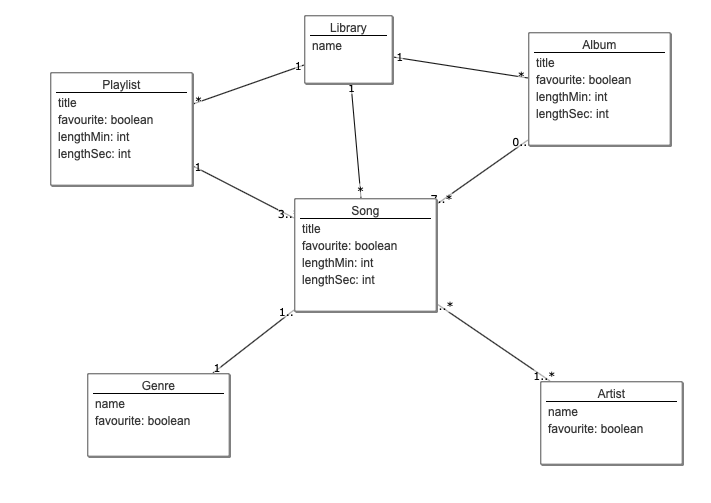 Library
name
1
1
1
Album
title
favourite: boolean
lengthMin: int
lengthSec: int
*
0..
Playlist
title
favourite: boolean
lengthMin: int
lengthSec: int
*
1
*
3..
..*
Song
title
favourite: boolean
lengthMin: int
lengthSec: int
1..
..*
1
Genre
name
favourite: boolean
1..*
Artist
name
favourite: boolean